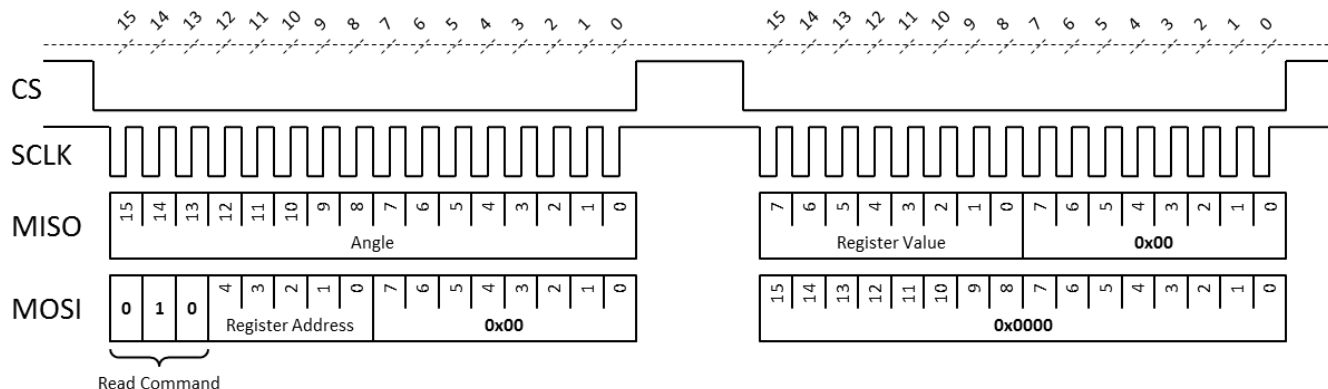 15 14 13 12 11 10 9 8 7 6 5 4 3 2 1 0 15 14 13 12 11 10 9 8 7 6 5 4 3 2 1 0
CS
SCLK
MISO 15 14 13 12 11 10 9 8 7 6 5 4 3 2 1 0 7 6 5 4 3 2 1 0 7 6 5 4 3 2 1 0
Angle Register Value 0x00
MOSI 0 1 0 4 3 2 1 0 7 6 5 4 3 2 1 0 15 14 13 12 11 10 9 8 7 6 5 4 3 2 1 0
Register Address 0x00 0x0000
Read Command